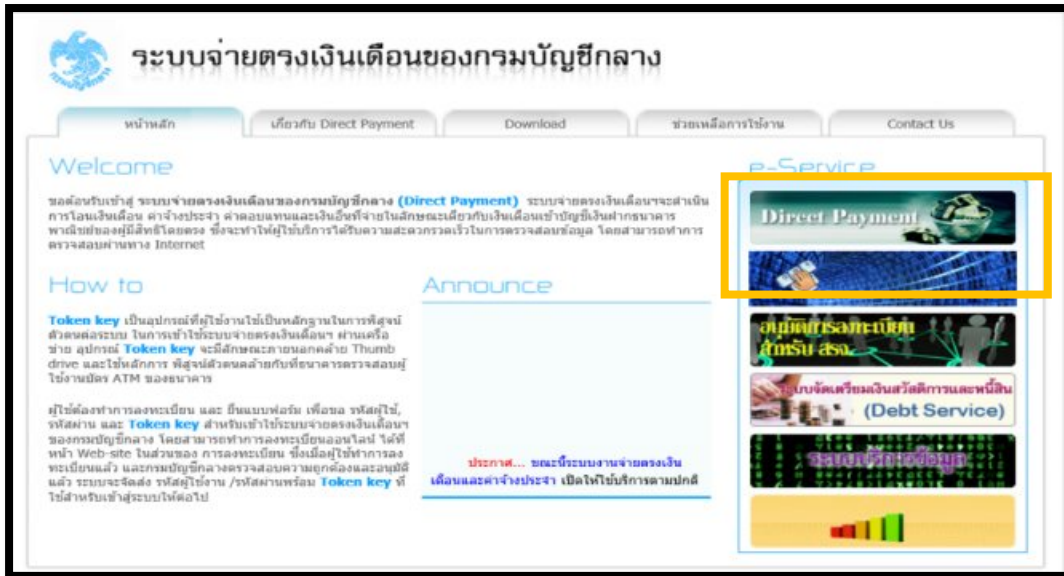 ระบบจ่ายตรงเงินเดือนของกรมบัญชีกลาง
หน้าหลัก
เกี่ยวกับ Direct Payment
Download
ช่วยเหลือการใช้งาน
Contact Us
Welcome
ขอต้อนรับเข้าสู่ ระบบจ่ายตรงเงินเดือนของกรมบัญชีกลาง (Direct Payment) ระบบจ่ายตรงเงินเดือนฯจะดำเนิน
การโอนเงินเดือน ค่าจ้างประจำ ค่าตอบแทนและเงินอื่นที่จ่ายในลักษณะเดียวกับเงินเดือนเข้าบัญชีเงินฝากธนาคาร
พาณิชย์ของผู้มีสิทธิโดยตรง ซึ่งจะทำให้ผู้ใช้บริการได้รับความสะดวกรวดเร็วในการตรวจสอบข้อมูล โดยสามารถทำการ
ตรวจสอบผ่านทาง Internet
How to
Token key เป็นอุปกรณ์ที่ผู้ใช้งานใช้เป็นหลักฐานในการพิสูจน์
ตัวตนต่อระบบ ในการเข้าใช้ระบบจ่ายตรงเงินเดือนฯ ผ่านเครือ
ข่าย อุปกรณ์ Token key จะมีลักษณะภายนอกคล้าย Thumb
drive และใช้หลักการ พิสูจน์ตัวตนคล้ายกับที่ธนาคารตรวจสอบผู้
ใช้งานบัตร ATM ของธนาคาร
ผู้ใช้ต้องทำการลงทะเบียน และ ยื่นแบบฟอร์ม เพื่อขอ รหัสผู้ใช้,
รหัสผ่าน และ Token key สำหรับเข้าใช้ระบบจ่ายตรงเงินเดือนฯ
ของกรมบัญชีกลาง โดยสามารถทำการลงทะเบียนออนไลน์ ได้ที่
หน้า Web-site ในส่วนของ การลงทะเบียน ซึ่งเมื่อผู้ใช้ทำการลง
ทะเบียนแล้ว และกรมบัญชีกลางตรวจสอบความถูกต้องและอนุมัติ
แล้ว ระบบจะจัดส่ง รหัสผู้ใช้งาน /รหัสผ่านพร้อม Token key ที่
ใช้สำหรับเข้าสู่ระบบให้ต่อไป
Announce
ประกาศ... ขณะนี้ระบบงานจ่ายตรงเงิน
เดือนและค่าจ้างประจำ เปิดให้ใช้บริการตามปกติ
e-Service
Direct Payment
อนุมัติการลงทะเบียน
สำหรับ สรจ.
ระบบจัดเตรียมเงินสวัสดิการและหนี้สิน
(Debt Service)
ระบบบริการข้อมูล